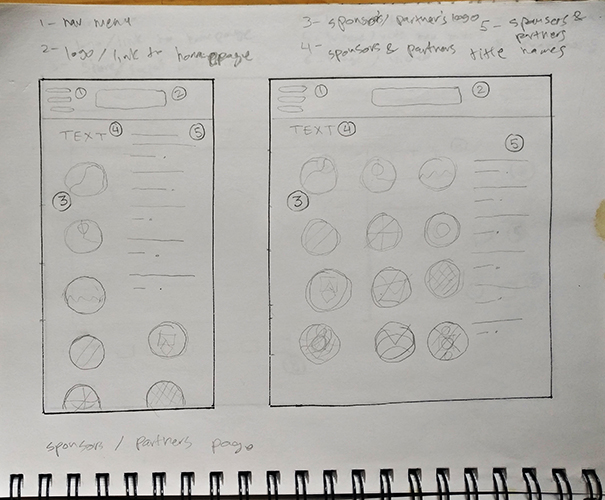 1- nav menu
2- logo / link to homepage
3- sponsors / partner's logo
4- sponsors & partners title names
5- sponsors & partners
1 2
TEXT 4 5
3
1 2
TEXT 4
5
3
sponsors / partners page